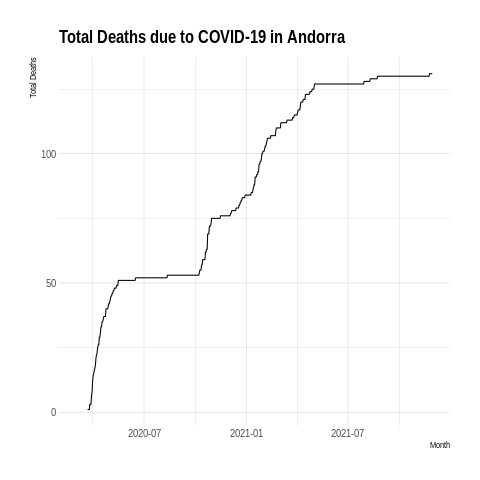 Total Deaths due to COVID-19 in Andorra
Total Deaths
100
50
0
2020-07
2021-01
2021-07
Month